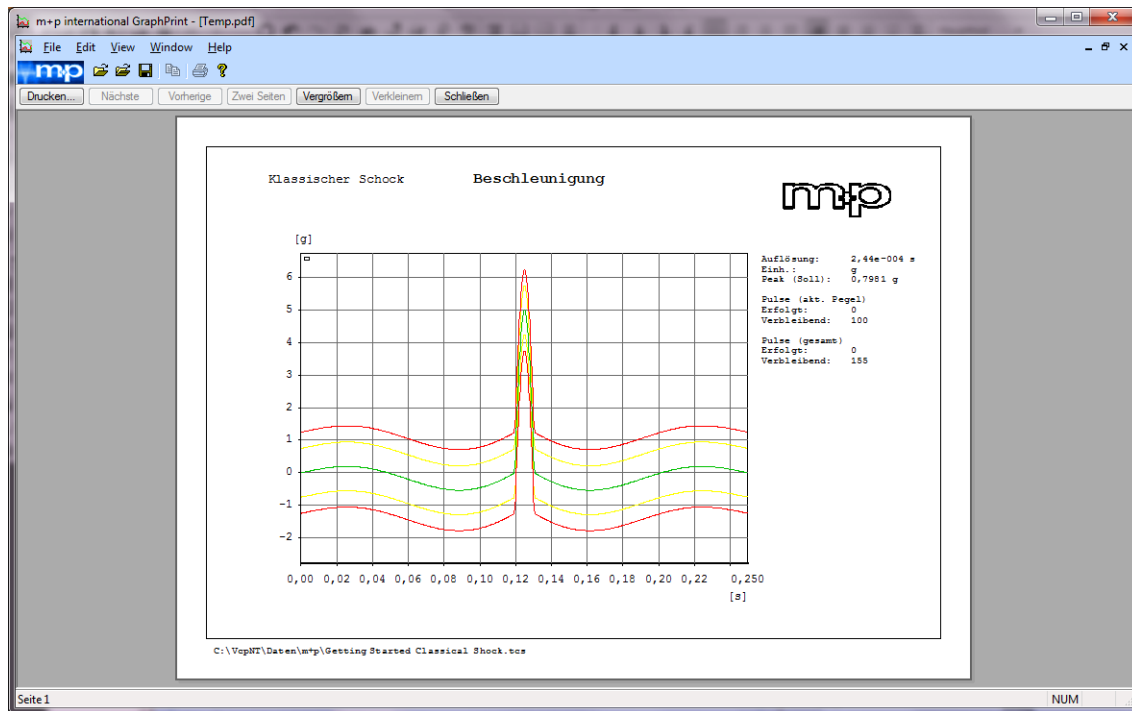 m+p international GraphPrint - [Temp.pdf]
File Edit View Window Help
m+p
Drucken... Nächste Vorherige Zwei Seiten Vergrößern Verkleinern Schließen
Klassischer Schock Beschleunigung
m+p
[g]
6
5
4
3
2
1
0
-1
-2
0,00 0,02 0,04 0,06 0,08 0,10 0,12 0,14 0,16 0,18 0,20 0,22 0,250
[s]
Auflösung: 2,44e-004 s
Einh.: g
Peak (Soll): 0,7981 g
Pulse (akt. Pegel)
Erfolgt: 0
Verbleibend: 100
Pulse (gesamt)
Erfolgt: 0
Verbleibend: 155
C:\VcpNT\Daten\m+p\Getting Started Classical Shock.tcs
Seite 1 NUM